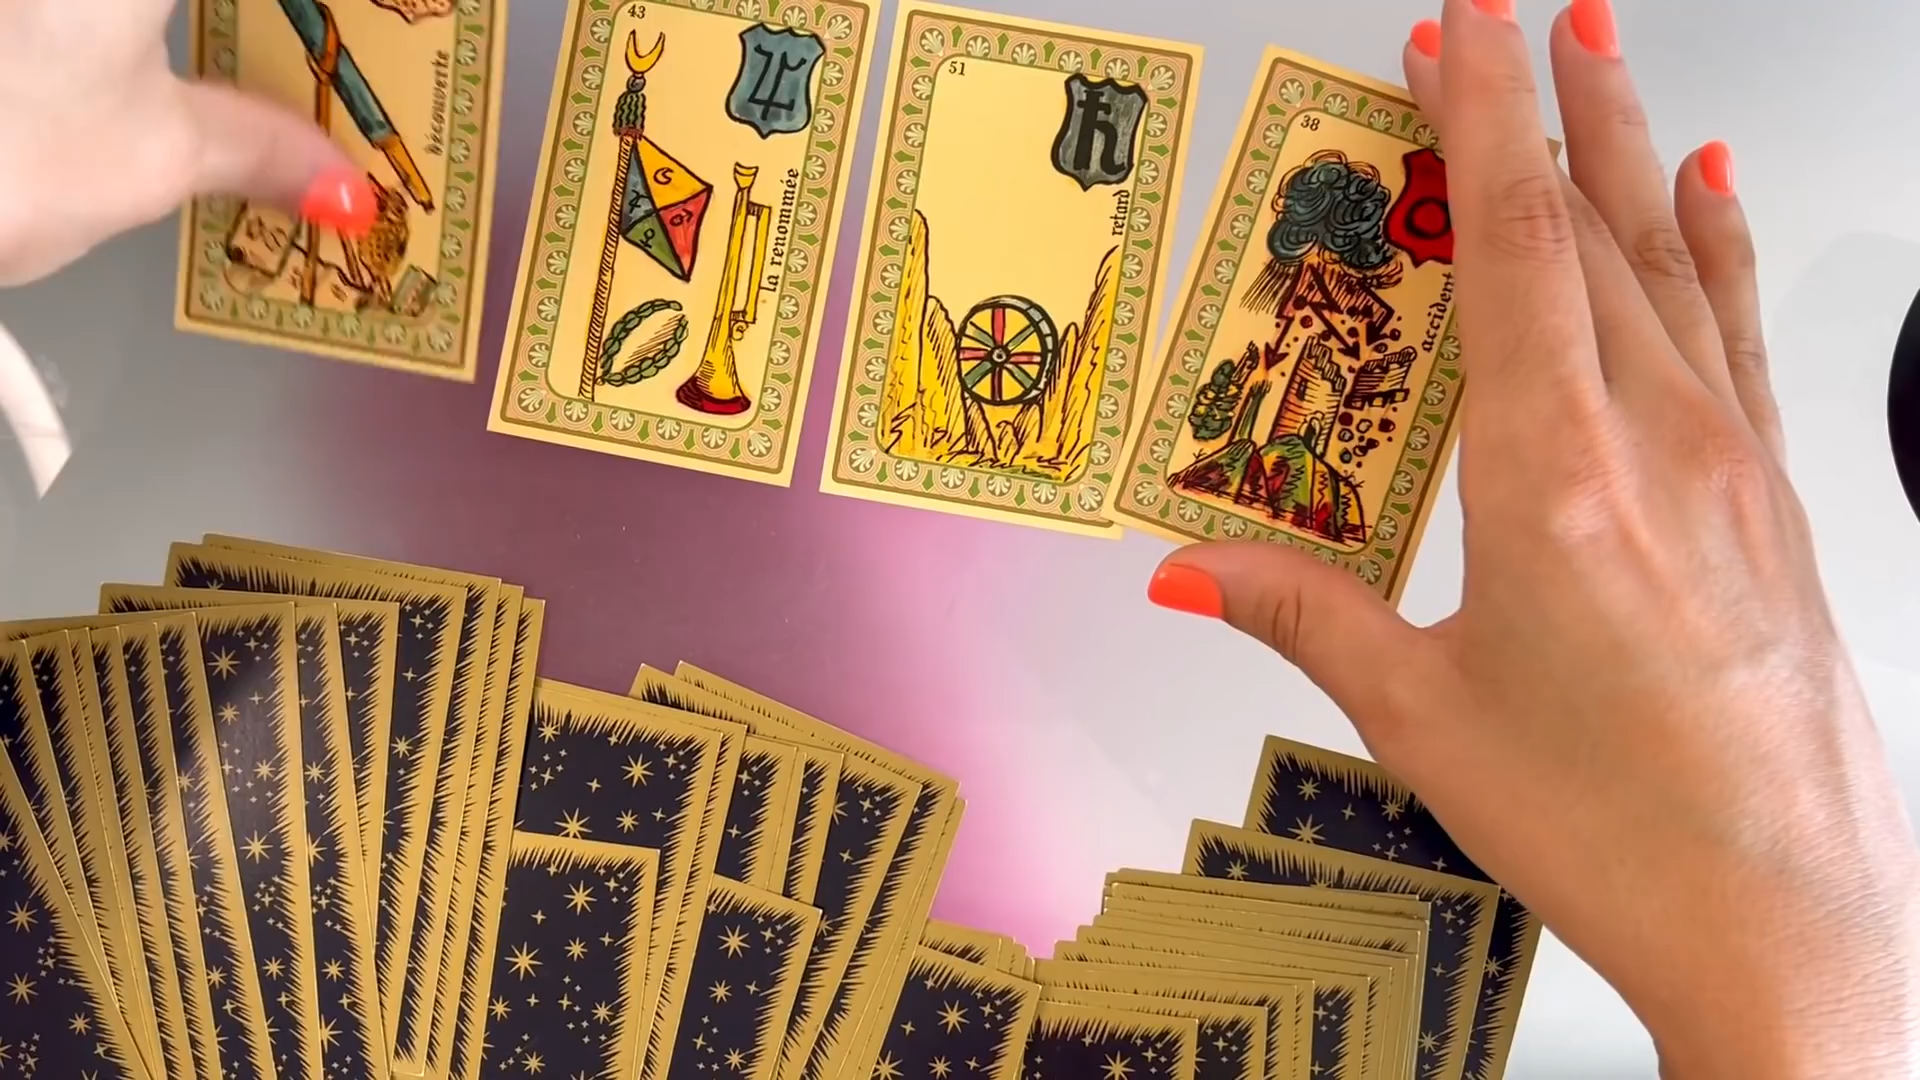 découverte
43
la renommée
51
retard
38
accident